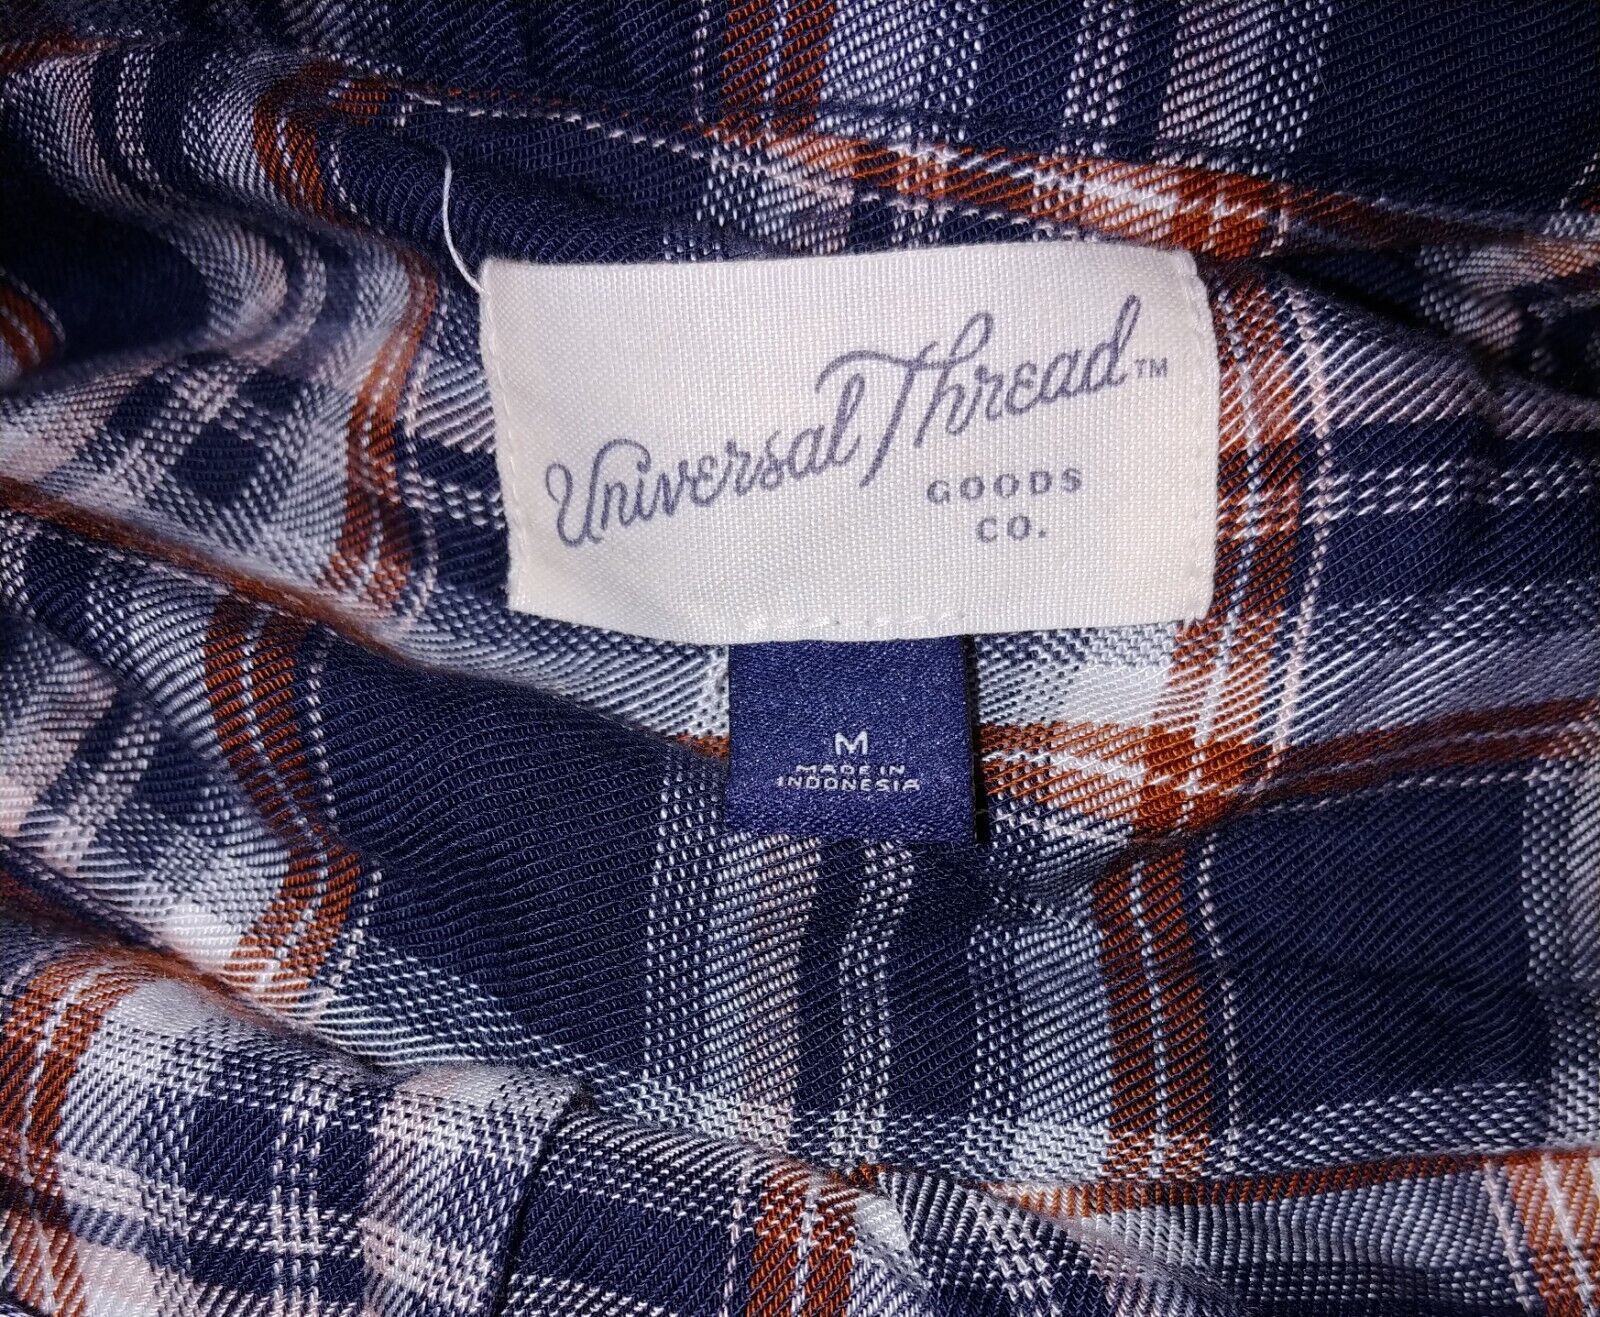 Universal Thread™
GOODS
CO.
M
MADE IN
INDONESIA